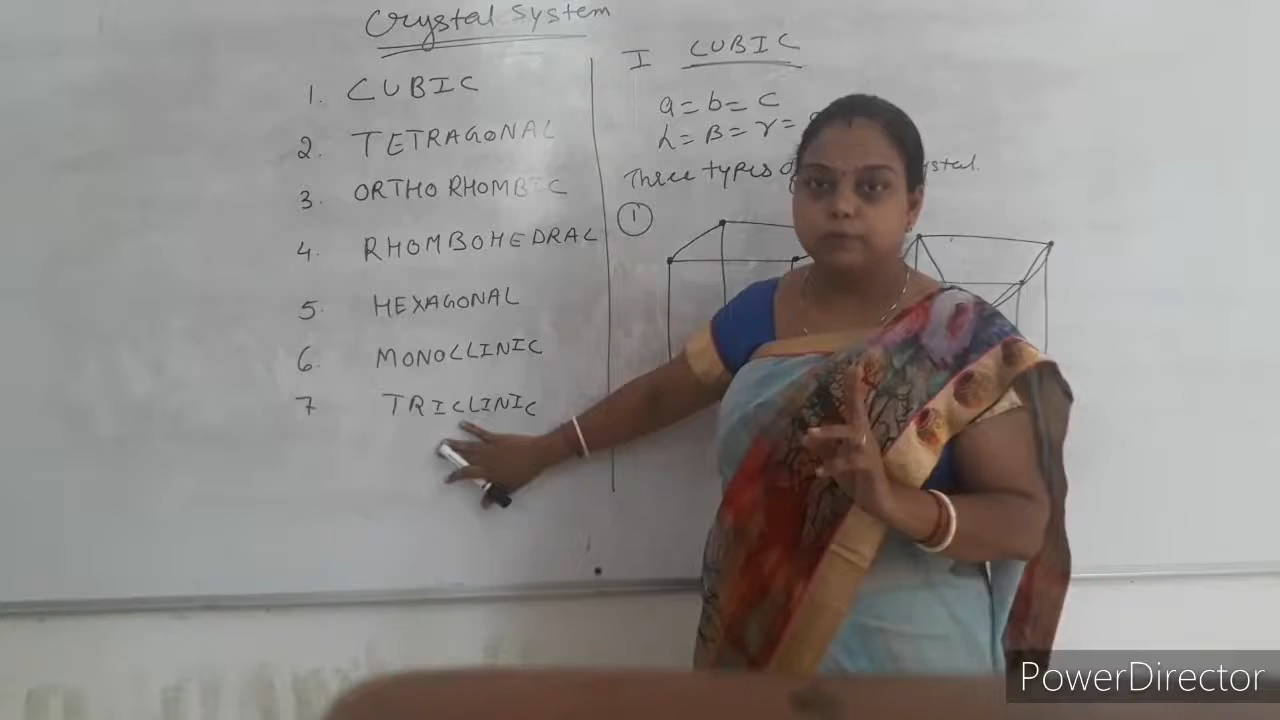 Crystal System
1. CUBIC
2. TETRAGONAL
3. ORTHORHOMBIC
4. RHOMBOHEDRAL
5. HEXAGONAL
6. MONOCLINIC
7 TRICLINIC
I CUBIC
a = b = c
α = β = γ =
Three types
1
PowerDirector